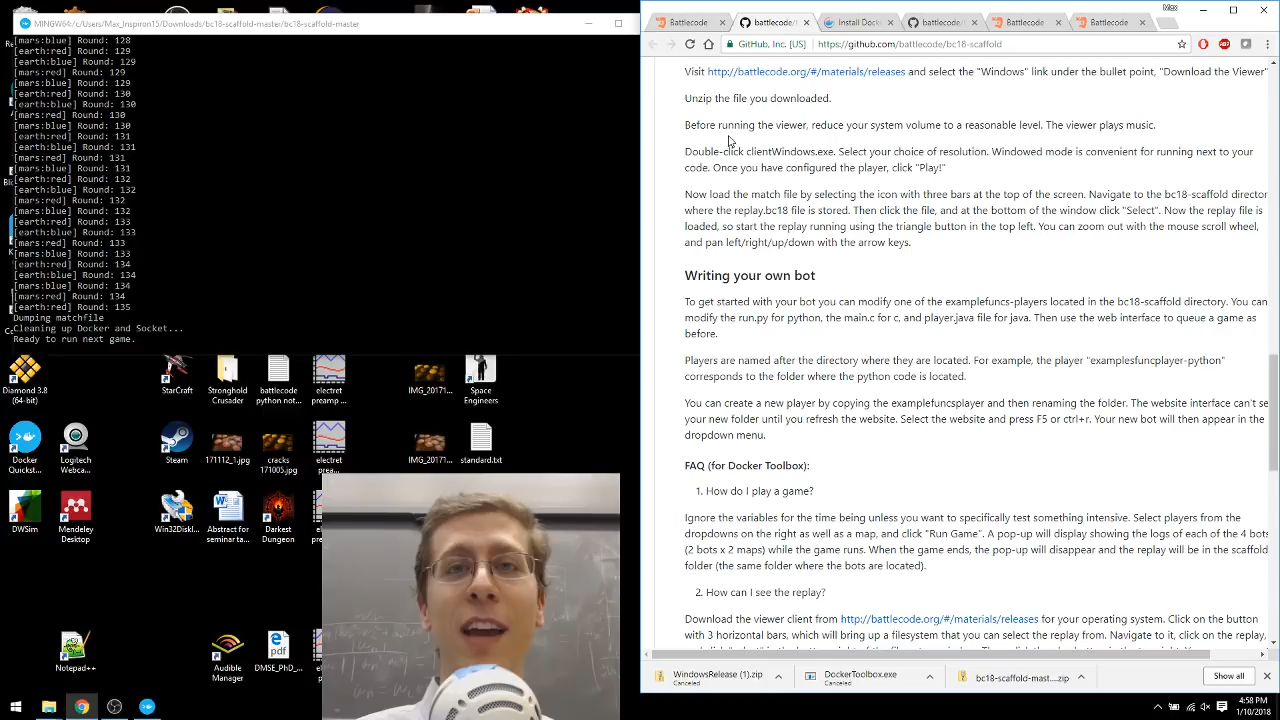 MINGW64:/c/Users/Max_Inspiron15/Downloads/bc18-scaffold-master/bc18-scaffold-master
[mars:blue] Round: 128
[earth:red] Round: 129
[earth:blue] Round: 129
[mars:red] Round: 129
[mars:blue] Round: 129
[earth:red] Round: 130
[earth:blue] Round: 130
[mars:red] Round: 130
[mars:blue] Round: 130
[earth:red] Round: 131
[earth:blue] Round: 131
[mars:red] Round: 131
[mars:blue] Round: 131
[earth:red] Round: 132
[earth:blue] Round: 132
[mars:red] Round: 132
[mars:blue] Round: 132
[earth:red] Round: 133
[earth:blue] Round: 133
[mars:red] Round: 133
[mars:blue] Round: 133
[earth:red] Round: 134
[earth:blue] Round: 134
[mars:blue] Round: 134
[mars:red] Round: 134
[earth:red] Round: 135
Dumping matchfile
Cleaning up Docker and Socket...
Ready to run next game.
Diamond 3.8
(64-bit)
StarCraft
Stronghold
Crusader
battlecode
python not...
electret
preamp ...
IMG_20171...
Space
Engineers
Docker
Quickst...
Logitech
Webca...
Steam
171112_1.jpg
cracks
171005.jpg
electret
prea...
IMG_20171...
standard.txt
DWSim
Mendeley
Desktop
Win32Diskl...
Abstract for
seminar ta...
Darkest
Dungeon
Notepad++
Audible
Manager
DMSE_PhD_...
Battlecode
Battlecode
Install Doc
Battlecode
Battlecode
GitHub, Inc. [US]
https://github.com/battlecode/bc18-scaffold
Visit http://battlecode.org/#/materials/releases and select the "Windows" link under the bullet point, "Download the Viewer"
Unzip the file you downloaded.
Before running the viewer, reduce your system volume to a reasonable level. The viewer plays music.
Double-click clientWindows.exe. Select your choice of resolution. Windowed mode is convenient for running next to your
code. Once you have configured the player, click "Play!"
Now load the match file by selecting the icon with three bars at the top of the screen. Navigate to the bc18-scaffold director
where the replay.bc18 file is stored. Then click the file, and at the bottom of the window click "Select". Now the replay file is
loaded, so start the replay running using the triangle button in the top left. You can zoom out with the mouse scroll wheel,
and pan left/right/up/down with the arrow keys.
Writing your own bot
To get started with your bot you can modify one of the examplefuncs-players located in the bc18-scaffold directory. You can
modify the run.py for python, the main.c for c, and player.java file for java. Then use the web interface to queue a game as
before.
Players are named after the directory where they are located. For example, the player "examplefuncplayer-python"
corresponds to the folder where the python code is located.
You can create a new player by copying the examplefuncsplayer and then renaming the folder. The website interface can't se
your new folder until you refresh the website. Select the website and press F5 or ctrl+r. Your new bot will then appear in the
dropdown menu.
FAQ (for Docker Toolbox):
1. How do I play a game?
Ignore the variables for the time being unless you want to specifically test something intensive. Select players from the
dropdowns on the right as well as a map, and click "Run Game". A pop-up will display showing the logs of each of the 4 bots
(2 bots x 2 maps) while the game runs. When the game ends, the pop-up will disappear and the replay will be in the scaffold
folder (the same folder where the bots are located).
2. How can I see the replay?
Download the viewer client from http://battlecode.org/#/materials/releases for your operating system. Click on the button
with 3 horizontal bars, which will bring up a filesystem that you can select the replay from. Navigate to it, click on the replay,
WindowsRelease (1).zip
Canceled
DockerToolbox.exe
Canceled
bc18-scaffold-mast....zip
Show all
4:58 PM
1/10/2018